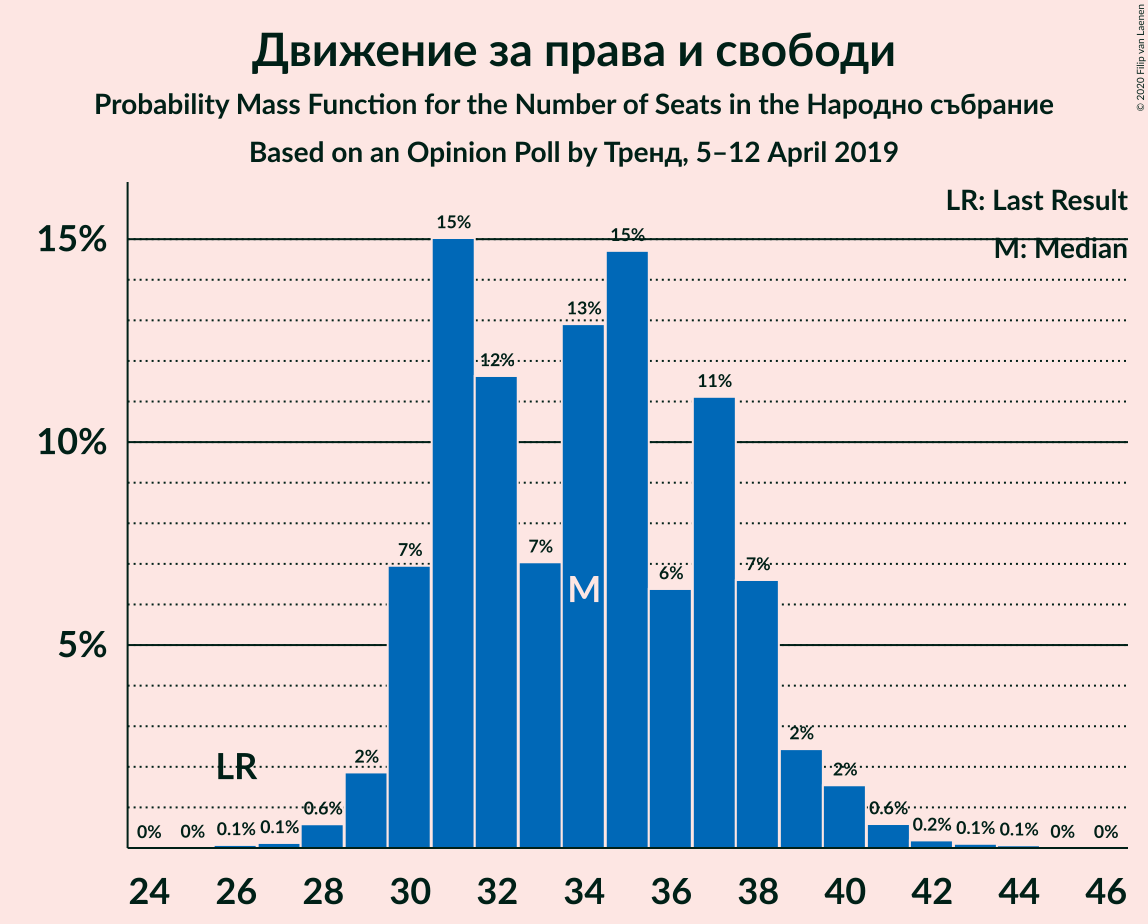 Движение за права и свободи
Probability Mass Function for the Number of Seats in the Народно събрание
Based on an Opinion Poll by Тренд, 5–12 April 2019
© 2020 Filip van Laenen
LR: Last Result
M: Median
15%
10%
5%
0% 0% 0.1% 0.1% 0.6% 2% 7% 15% 12% 7% 13% 15% 6% 11% 7% 2% 2% 0.6% 0.2% 0.1% 0.1% 0% 0%
LR
M
24 26 28 30 32 34 36 38 40 42 44 46